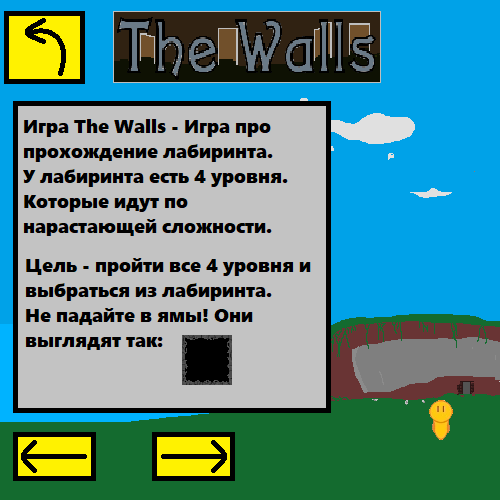 The Walls
Игра The Walls - Игра про
прохождение лабиринта.
У лабиринта есть 4 уровня.
Которые идут по
нарастающей сложности.
Цель - пройти все 4 уровня и
выбраться из лабиринта.
Не падайте в ямы! Они
выглядят так: